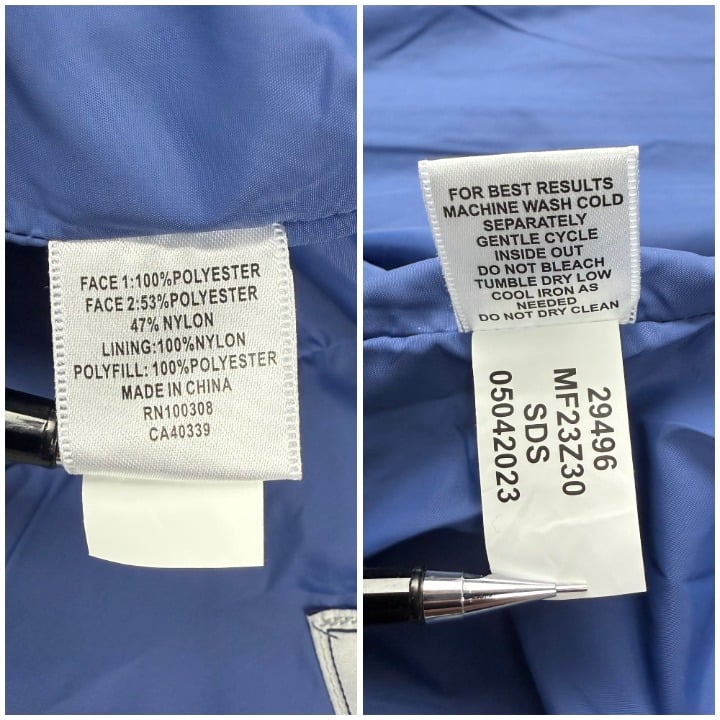 FACE 1:100%POLYESTER
FACE 2:53%POLYESTER
47% NYLON
LINING:100%NYLON
POLYFILL: 100%POLYESTER
MADE IN CHINA
RN100308
CA40339
FOR BEST RESULTS
MACHINE WASH COLD
SEPARATELY
GENTLE CYCLE
INSIDE OUT
DO NOT BLEACH
TUMBLE DRY LOW
COOL IRON AS
NEEDED
DO NOT DRY CLEAN
29496
MF23Z30
SDS
05042023